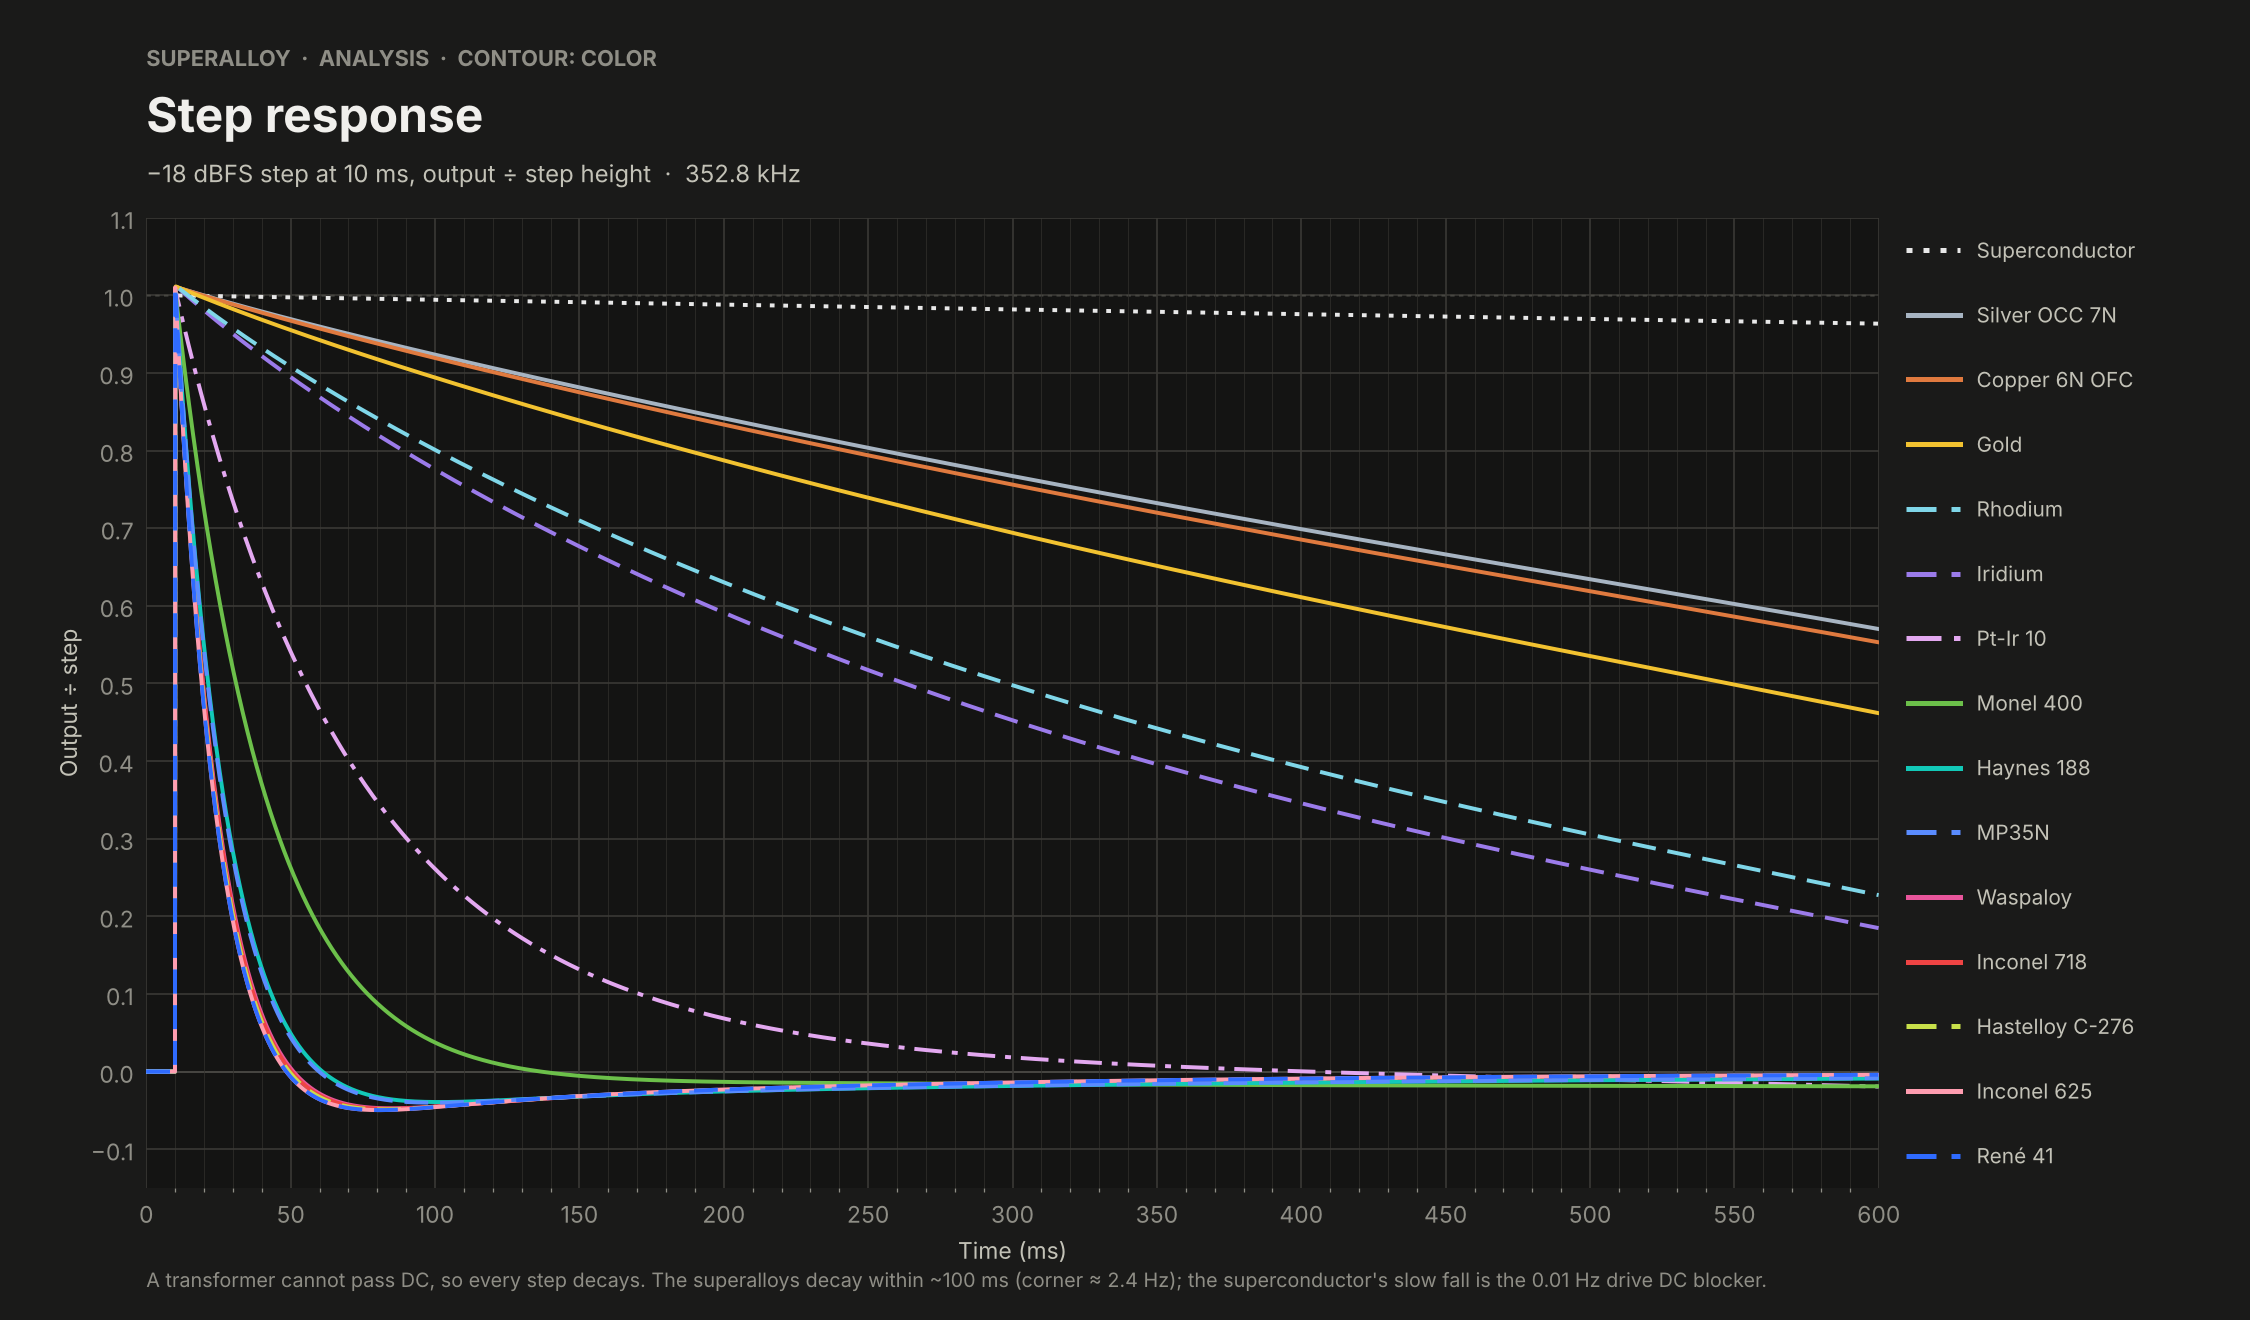 SUPERALLOY · ANALYSIS · CONTOUR: COLOR
Step response
−18 dBFS step at 10 ms, output ÷ step height · 352.8 kHz
1.1
1.0
0.9
0.8
0.7
0.6
0.5
0.4
0.3
0.2
0.1
0.0
−0.1
Output ÷ step
0 50 100 150 200 250 300 350 400 450 500 550 600
Time (ms)
Superconductor
Silver OCC 7N
Copper 6N OFC
Gold
Rhodium
Iridium
Pt-Ir 10
Monel 400
Haynes 188
MP35N
Waspaloy
Inconel 718
Hastelloy C-276
Inconel 625
René 41
A transformer cannot pass DC, so every step decays. The superalloys decay within ~100 ms (corner ≈ 2.4 Hz); the superconductor's slow fall is the 0.01 Hz drive DC blocker.